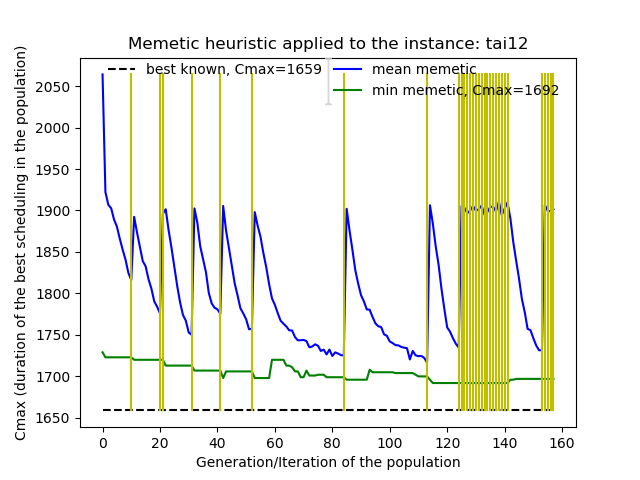 Memetic heuristic applied to the instance: tai12
best known, Cmax=1659
mean memetic
min memetic, Cmax=1692
Cmax (duration of the best scheduling in the population)
2050
2000
1950
1900
1850
1800
1750
1700
1650
0 20 40 60 80 100 120 140 160
Generation/Iteration of the population